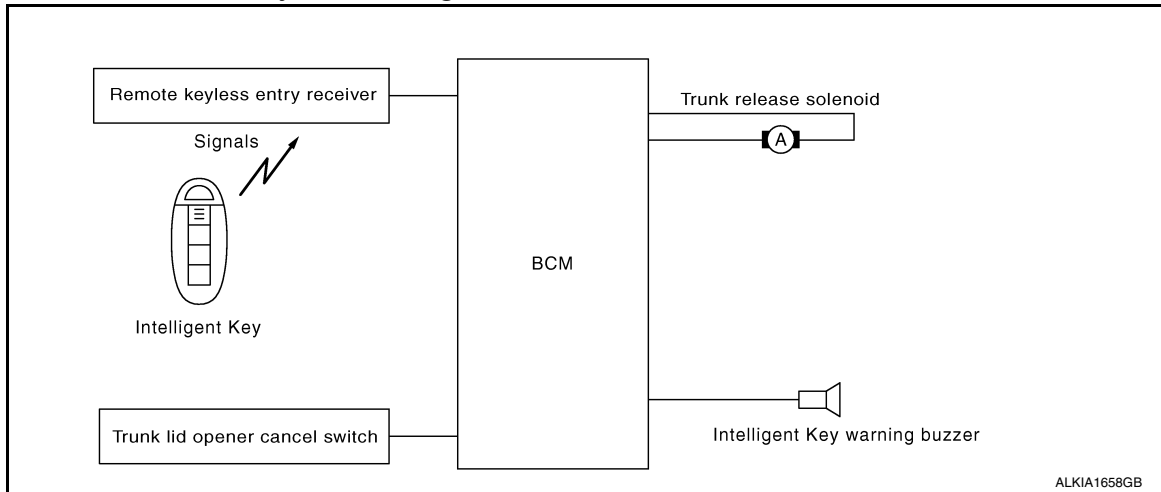 Remote keyless entry receiver
Signals
Intelligent Key
Trunk lid opener cancel switch
BCM
Trunk release solenoid
A
Intelligent Key warning buzzer
ALKIA1658GB